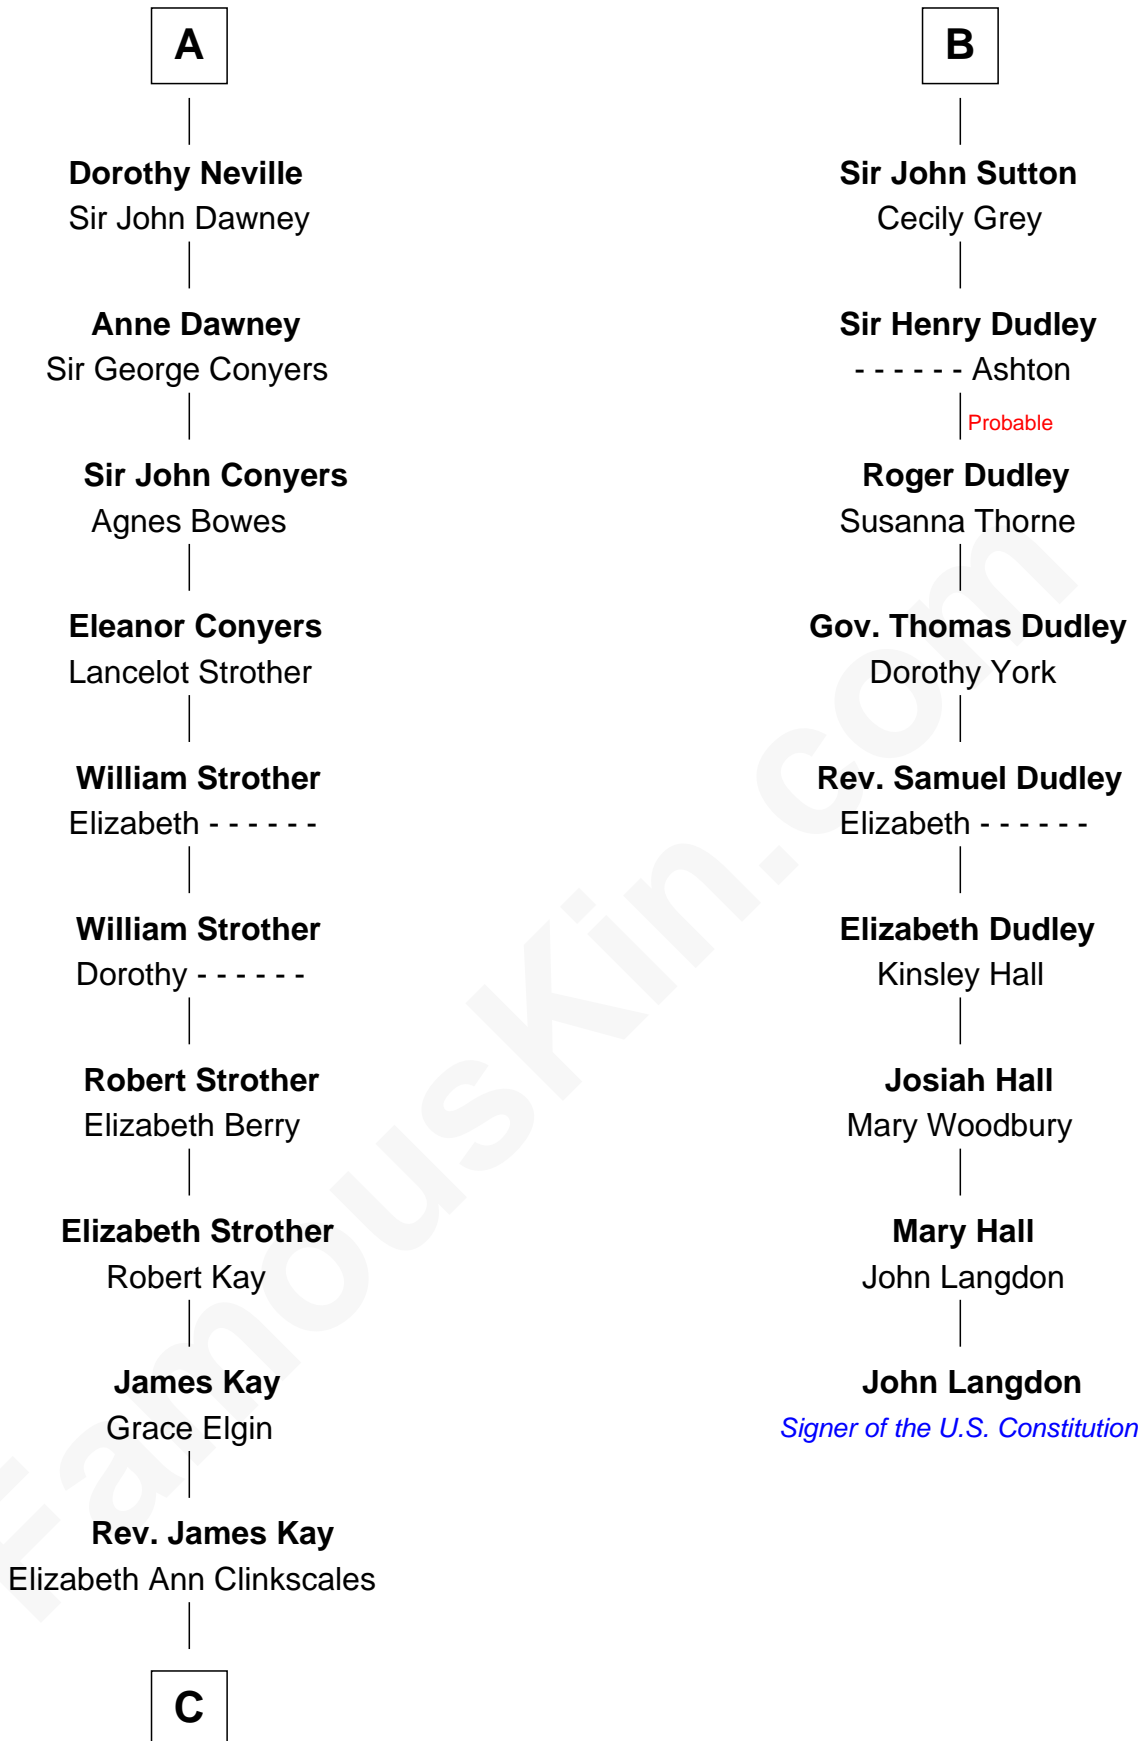 A
Dorothy Neville
Sir John Dawney
Anne Dawney
Sir George Conyers
Sir John Conyers
Agnes Bowes
Eleanor Conyers
Lancelot Strother
William Strother
Elizabeth - - - - - -
William Strother
Dorothy - - - - - -
Robert Strother
Elizabeth Berry
Elizabeth Strother
Robert Kay
James Kay
Grace Elgin
Rev. James Kay
Elizabeth Ann Clinkscales
C
B
Sir John Sutton
Cecily Grey
Sir Henry Dudley
- - - - - - Ashton
Probable
Roger Dudley
Susanna Thorne
Gov. Thomas Dudley
Dorothy York
Rev. Samuel Dudley
Elizabeth - - - - - -
Elizabeth Dudley
Kinsley Hall
Josiah Hall
Mary Woodbury
Mary Hall
John Langdon
John Langdon
Signer of the U.S. Constitution
FamousKin.com